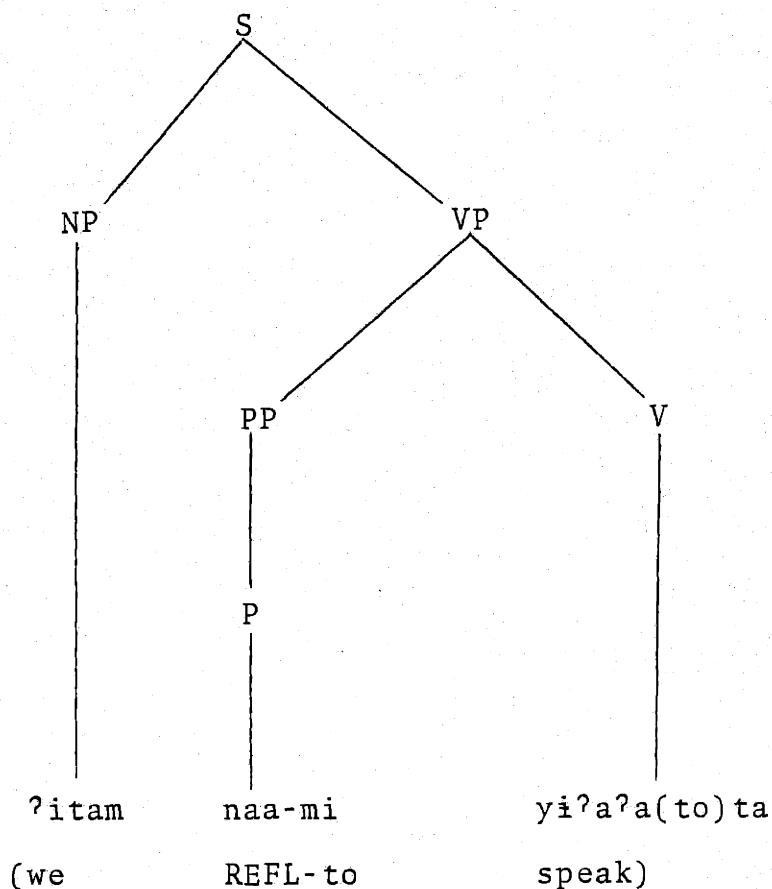 S
NP VP
PP V
P
ʔitam naa-mi yɨʔaʔa(to)ta
(we REFL-to speak)